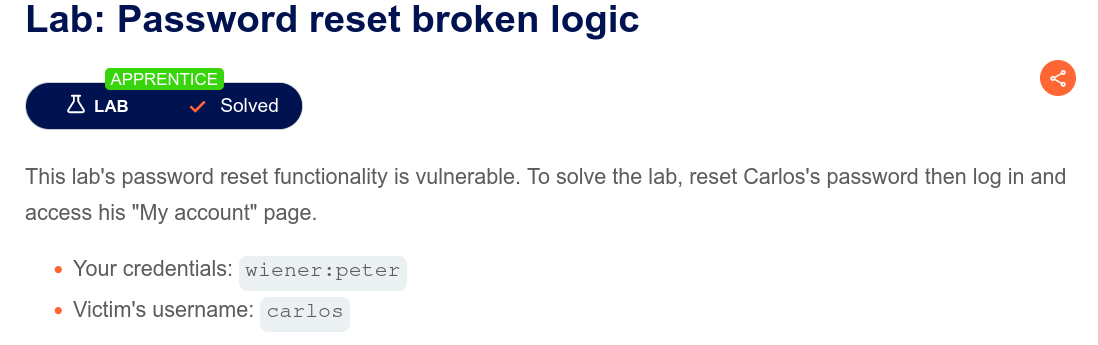 Lab: Password reset broken logic
APPRENTICE
LAB Solved
This lab's password reset functionality is vulnerable. To solve the lab, reset Carlos's password then log in and
access his "My account" page.
Your credentials: wiener:peter
Victim's username: carlos